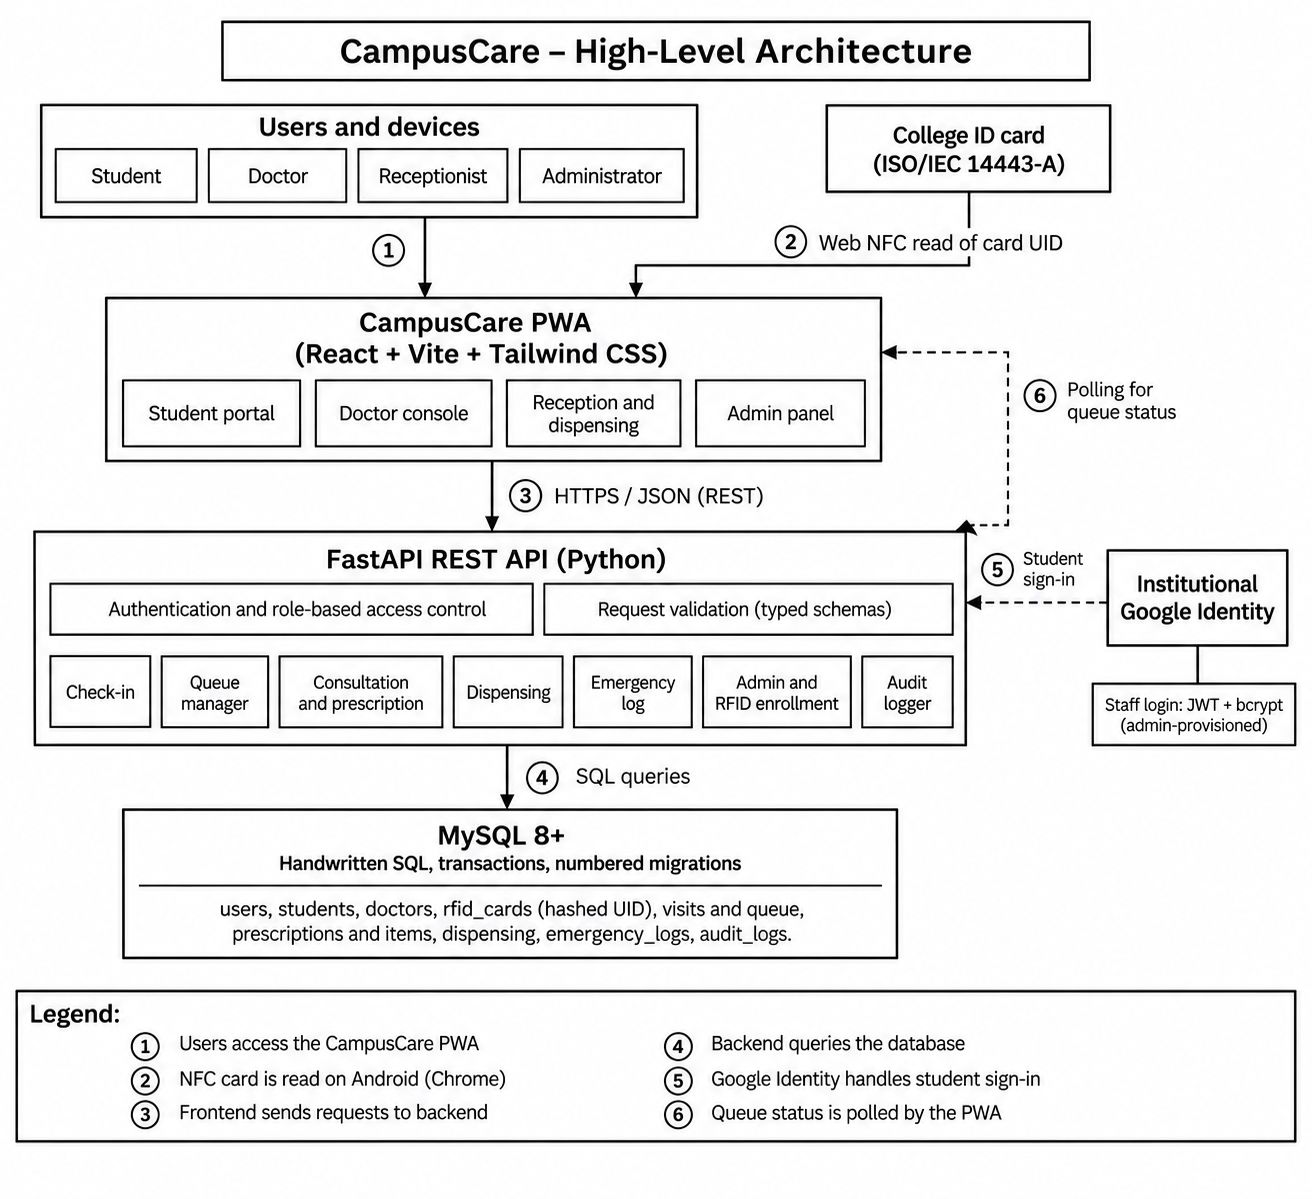 CampusCare – High-Level Architecture
Users and devices
Student
Doctor
Receptionist
Administrator
College ID card
(ISO/IEC 14443-A)
1
2 Web NFC read of card UID
CampusCare PWA
(React + Vite + Tailwind CSS)
Student portal
Doctor console
Reception and
dispensing
Admin panel
6 Polling for
queue status
3 HTTPS / JSON (REST)
FastAPI REST API (Python)
Authentication and role-based access control
Request validation (typed schemas)
Check-in
Queue
manager
Consultation
and prescription
Dispensing
Emergency
log
Admin and
RFID enrollment
Audit
logger
5 Student
sign-in
Institutional
Google Identity
Staff login: JWT + bcrypt
(admin-provisioned)
4 SQL queries
MySQL 8+
Handwritten SQL, transactions, numbered migrations
users, students, doctors, rfid_cards (hashed UID), visits and queue,
prescriptions and items, dispensing, emergency_logs, audit_logs.
Legend:
1 Users access the CampusCare PWA
2 NFC card is read on Android (Chrome)
3 Frontend sends requests to backend
4 Backend queries the database
5 Google Identity handles student sign-in
6 Queue status is polled by the PWA